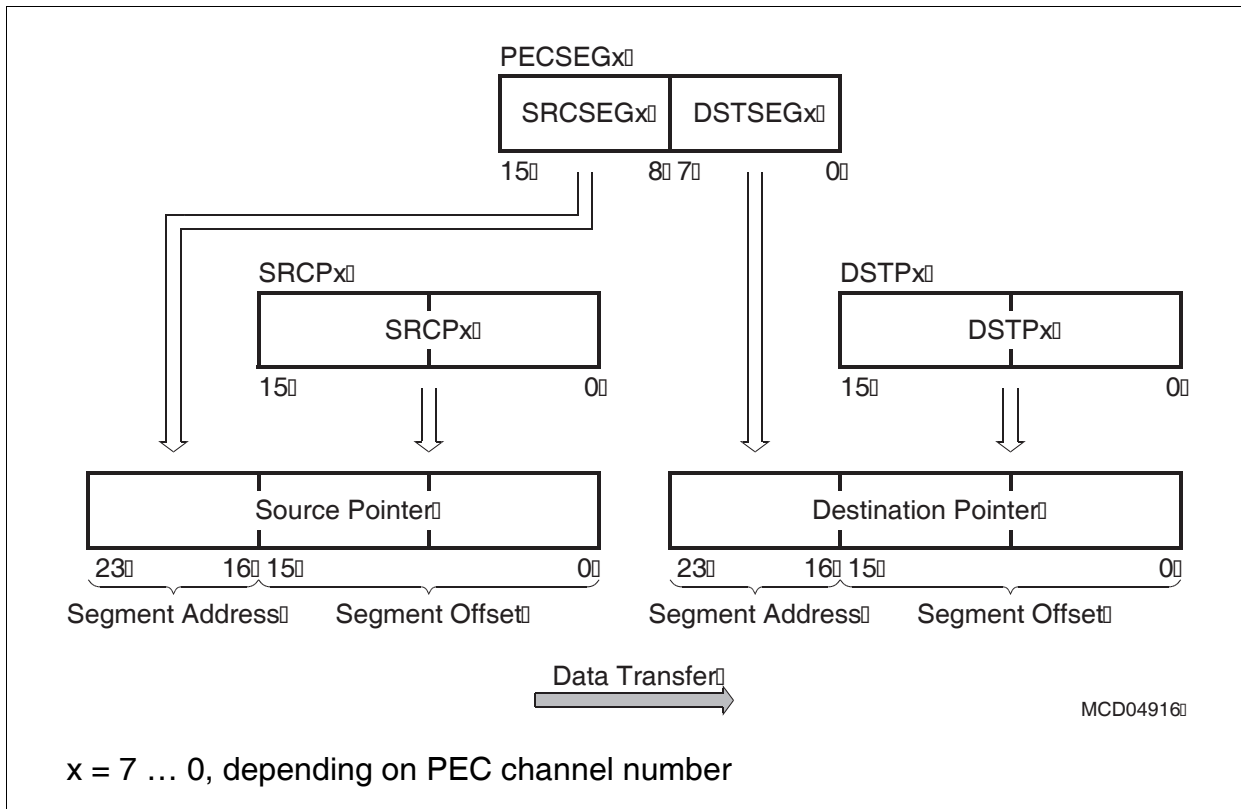 PECSEGx
SRCSEGx DSTSEGx
15 8 7 0
SRCPx DSTPx
SRCPx DSTPx
15 0 15 0
Source Pointer Destination Pointer
23 16 15 0 23 16 15 0
Segment Address Segment Offset Segment Address Segment Offset
Data Transfer
MCD04916
x = 7 … 0, depending on PEC channel number